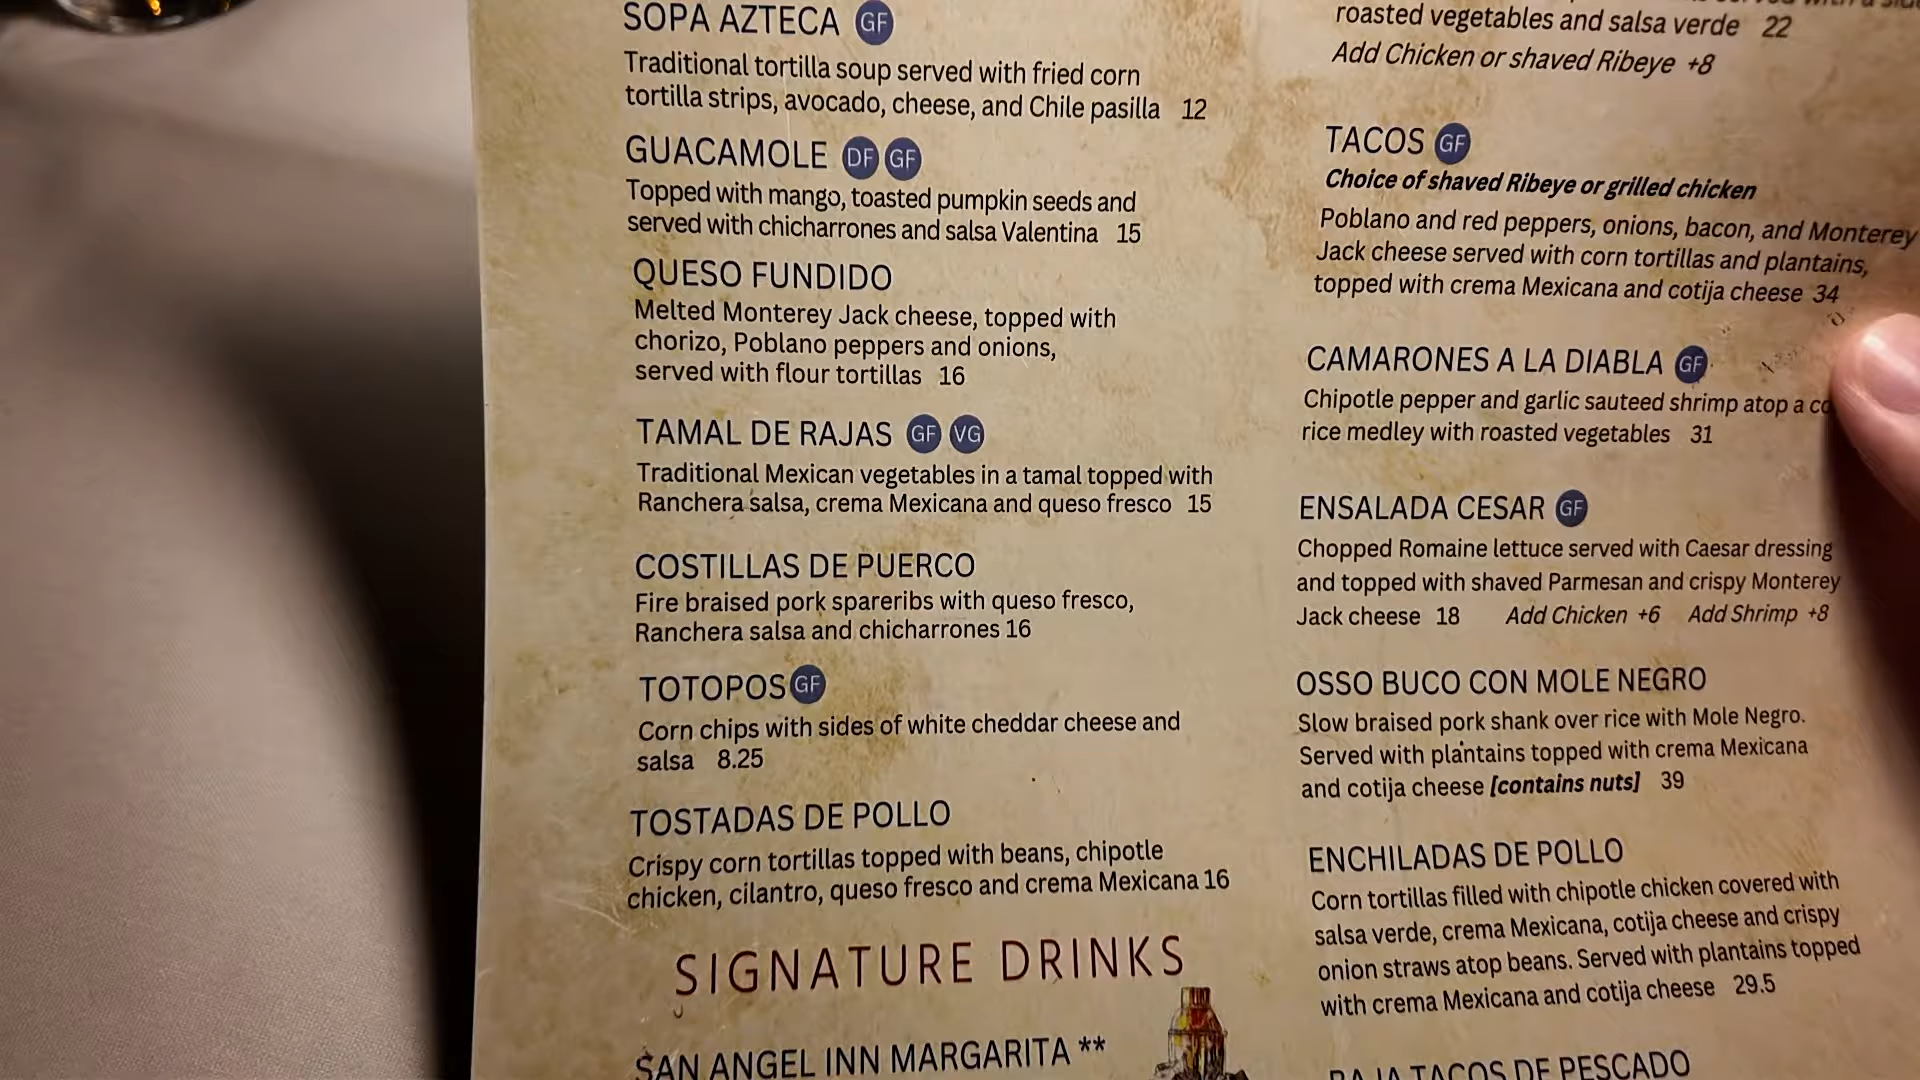 SOPA AZTECA GF
Traditional tortilla soup served with fried corn
tortilla strips, avocado, cheese, and Chile pasilla 12
GUACAMOLE DF GF
Topped with mango, toasted pumpkin seeds and
served with chicharrones and salsa Valentina 15
QUESO FUNDIDO
Melted Monterey Jack cheese, topped with
chorizo, Poblano peppers and onions,
served with flour tortillas 16
TAMAL DE RAJAS GF VG
Traditional Mexican vegetables in a tamal topped with
Ranchera salsa, crema Mexicana and queso fresco 15
COSTILLAS DE PUERCO
Fire braised pork spareribs with queso fresco,
Ranchera salsa and chicharrones 16
TOTOPOS GF
Corn chips with sides of white cheddar cheese and
salsa 8.25
TOSTADAS DE POLLO
Crispy corn tortillas topped with beans, chipotle
chicken, cilantro, queso fresco and crema Mexicana 16
SIGNATURE DRINKS
SAN ANGEL INN MARGARITA **
roasted vegetables and salsa verde 22
Add Chicken or shaved Ribeye +8
TACOS GF
Choice of shaved Ribeye or grilled chicken
Poblano and red peppers, onions, bacon, and Monterey
Jack cheese served with corn tortillas and plantains,
topped with crema Mexicana and cotija cheese 34
CAMARONES A LA DIABLA GF
Chipotle pepper and garlic sauteed shrimp atop a
rice medley with roasted vegetables 31
ENSALADA CESAR GF
Chopped Romaine lettuce served with Caesar dressing
and topped with shaved Parmesan and crispy Monterey
Jack cheese 18 Add Chicken +6 Add Shrimp +8
OSSO BUCO CON MOLE NEGRO
Slow braised pork shank over rice with Mole Negro.
Served with plantains topped with crema Mexicana
and cotija cheese [contains nuts] 39
ENCHILADAS DE POLLO
Corn tortillas filled with chipotle chicken covered with
salsa verde, crema Mexicana, cotija cheese and crispy
onion straws atop beans. Served with plantains topped
with crema Mexicana and cotija cheese 29.5
BAJA TACOS DE PESCADO